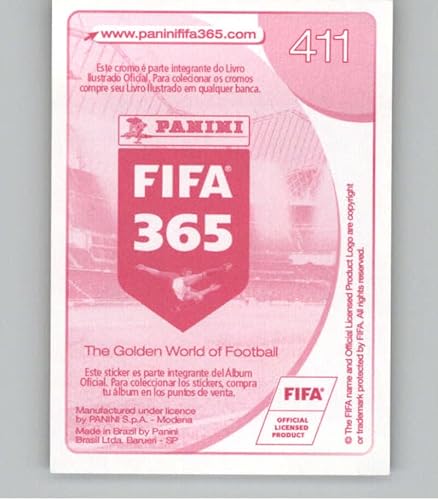 www.paninififa365.com
411
Este cromo é parte integrante do Livro
Ilustrado Oficial. Para colecionar os cromos
compre seu Livro Ilustrado em qualquer banca.
PANINI
FIFA®
365
The Golden World of Football
Este sticker es parte integrante del Álbum
Oficial. Para coleccionar los stickers, compra
tu álbum en los puntos de venta.
Manufactured under licence
by PANINI S.p.A. - Modena
Made in Brazil by Panini
Brasil Ltda. Barueri - SP
FIFA®
OFFICIAL
LICENSED
PRODUCT
© The FIFA name and Official Licensed Product Logo are copyright
or trademark protected by FIFA. All rights reserved.